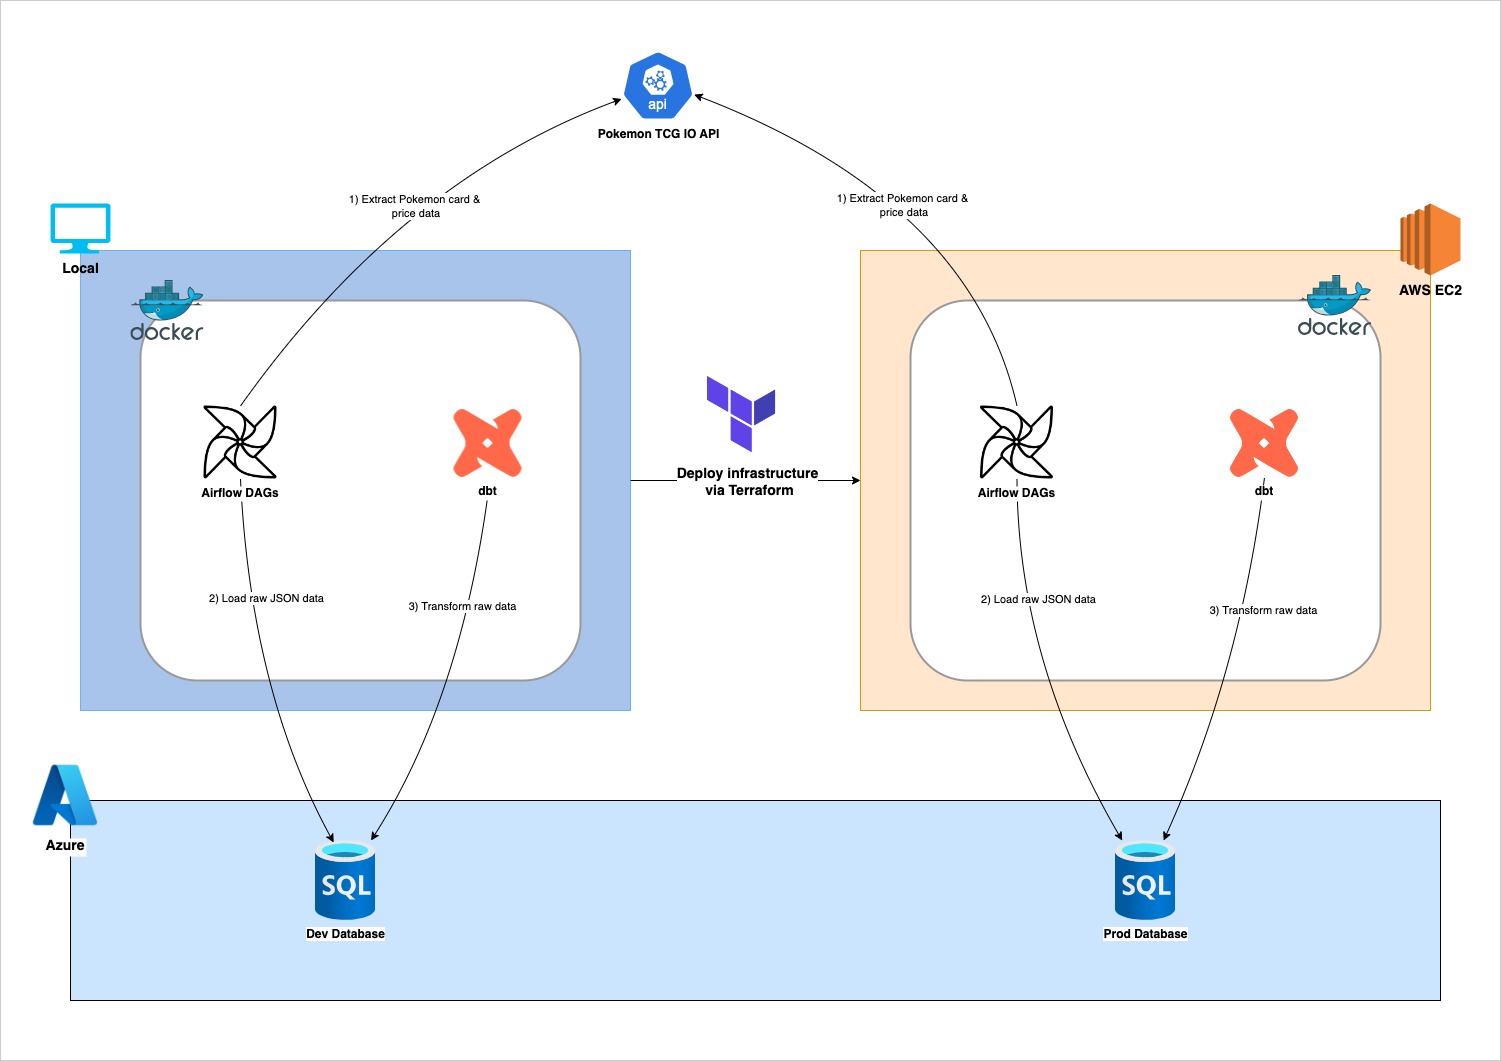 api
Pokemon TCG IO API
1) Extract Pokemon card &
price data
1) Extract Pokemon card &
price data
Local
AWS EC2
docker
docker
Airflow DAGs
dbt
Deploy infrastructure
via Terraform
Airflow DAGs
dbt
2) Load raw JSON data
3) Transform raw data
2) Load raw JSON data
3) Transform raw data
Azure
SQL
Dev Database
SQL
Prod Database